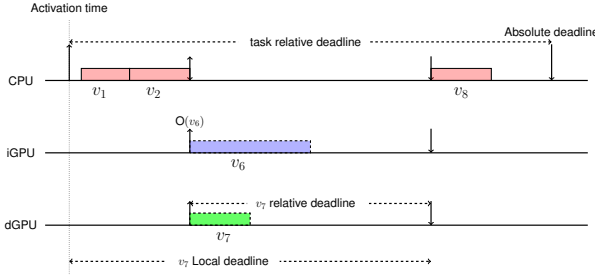 Activation time
Absolute deadline
task relative deadline
CPU
v1
v2
v8
O(v6)
iGPU
v6
v7 relative deadline
dGPU
v7
v7 Local deadline